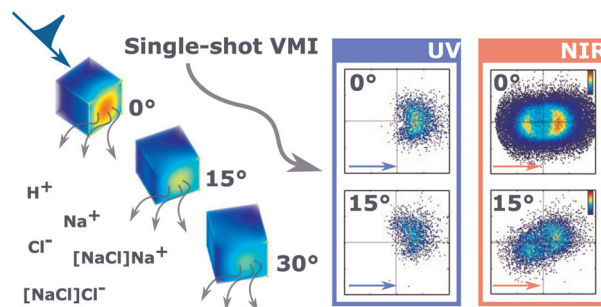 Single-shot VMI
UV
NIR
0°
0°
0°
15°
15°
15°
30°
H⁺
Na⁺
Cl⁻
[NaCl]Na⁺
[NaCl]Cl⁻